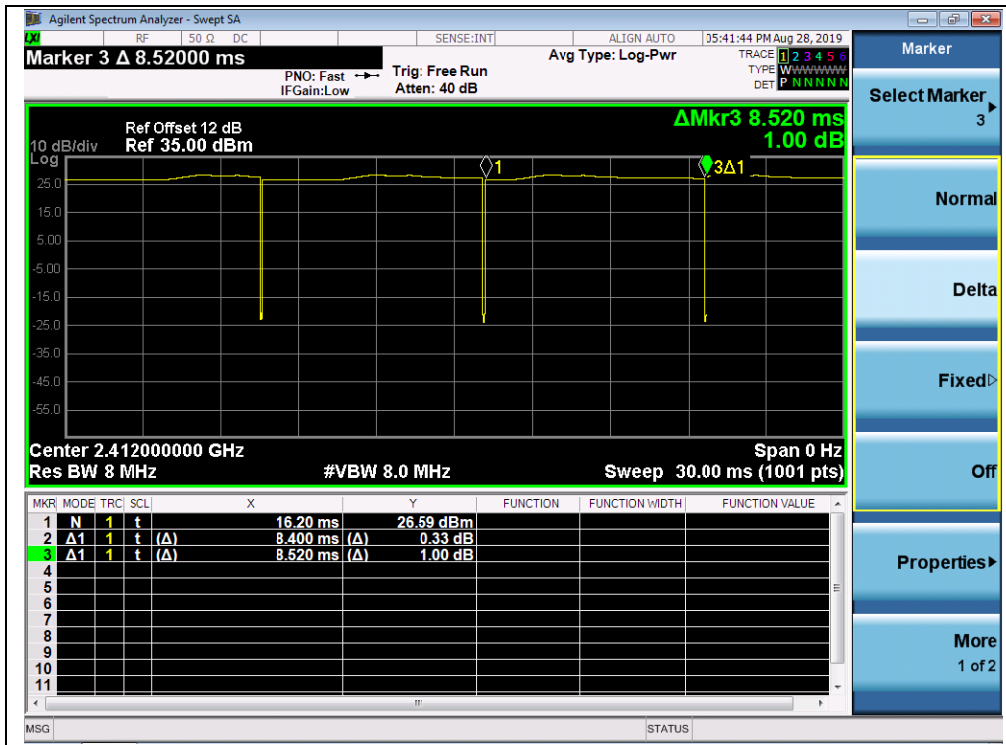 Agilent Spectrum Analyzer - Swept SA
LXI RF 50 Ω DC SENSE:INT ALIGN AUTO 05:41:44 PM Aug 28, 2019
Marker 3 Δ 8.52000 ms
PNO: Fast
IFGain:Low
Trig: Free Run
Atten: 40 dB
Avg Type: Log-Pwr
TRACE 1 2 3 4 5 6
TYPE WWWWWW
DET P N N N N N
ΔMkr3 8.520 ms
1.00 dB
Ref Offset 12 dB
10 dB/div Ref 35.00 dBm
Log
1
3Δ1
25.0
15.0
5.00
-5.00
-15.0
-25.0
-35.0
-45.0
-55.0
Center 2.412000000 GHz Span 0 Hz
Res BW 8 MHz #VBW 8.0 MHz Sweep 30.00 ms (1001 pts)
MKR MODE TRC SCL X Y FUNCTION FUNCTION WIDTH FUNCTION VALUE
1 N 1 t 16.20 ms 26.59 dBm
2 Δ1 1 t (Δ) 8.400 ms (Δ) 0.33 dB
3 Δ1 1 t (Δ) 8.520 ms (Δ) 1.00 dB
4
5
6
7
8
9
10
11
MSG STATUS
Marker
Select Marker
3
Normal
Delta
Fixed
Off
Properties
More
1 of 2